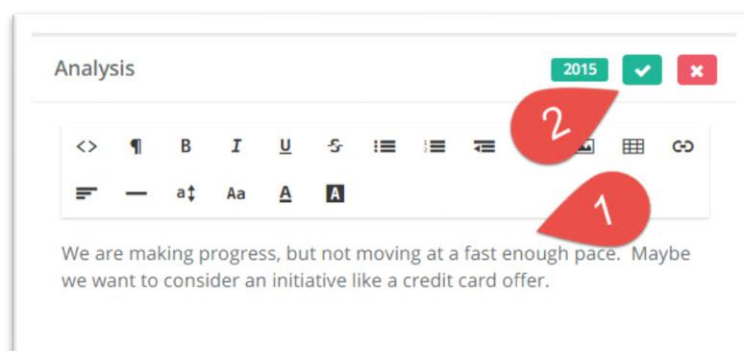 Analysis
2015
2
<> ¶ B I U S
a Aa A A
1
We are making progress, but not moving at a fast enough pace. Maybe
we want to consider an initiative like a credit card offer.